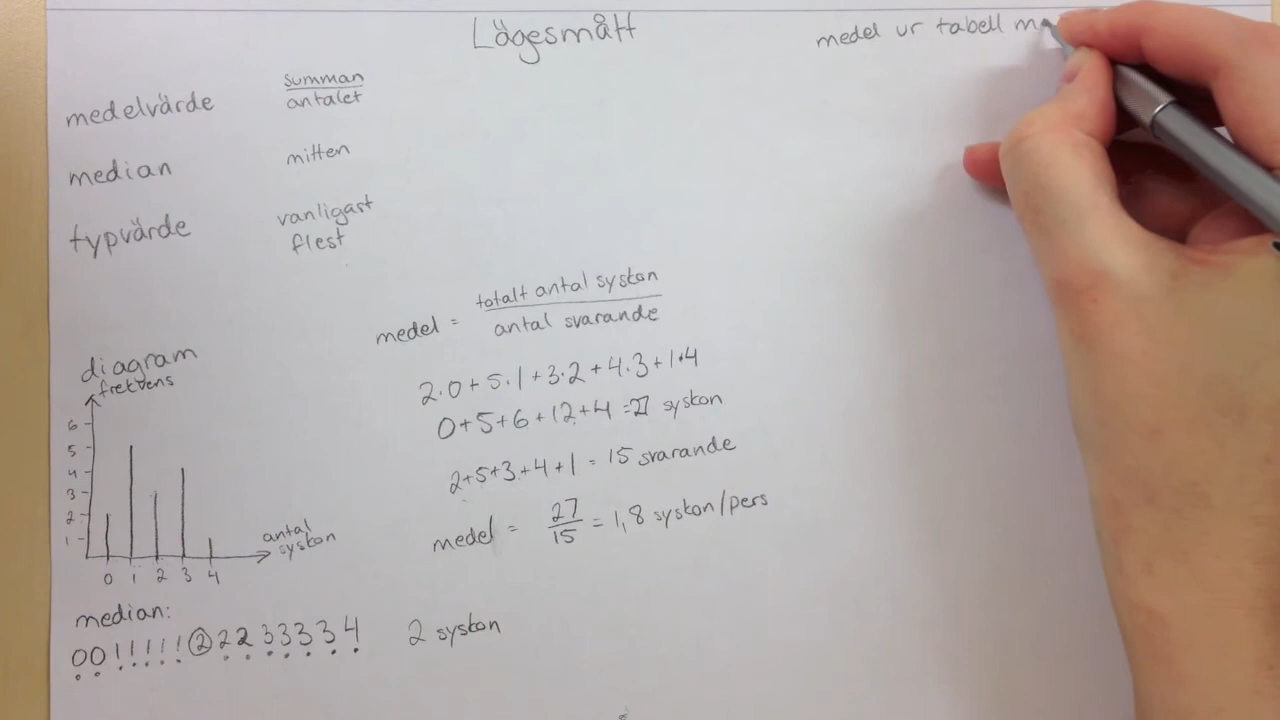 Lägesmått
medel ur tabell m
medelvärde
summan
antalet
median
mitten
typvärde
vanligast
flest
medel = totalt antal syskon
antal svarande
2·0+5·1+3·2+4·3+1·4
0+5+6+12+4=27 syskon
2+5+3+4+1=15 svarande
medel = 27/15 = 1,8 syskon/pers
diagram
frekvens
6
5
4
3
2
1
antal
syskon
0 1 2 3 4
median:
0 0 1 1 1 1 1 2 2 2 3 3 3 3 4 2 syskon